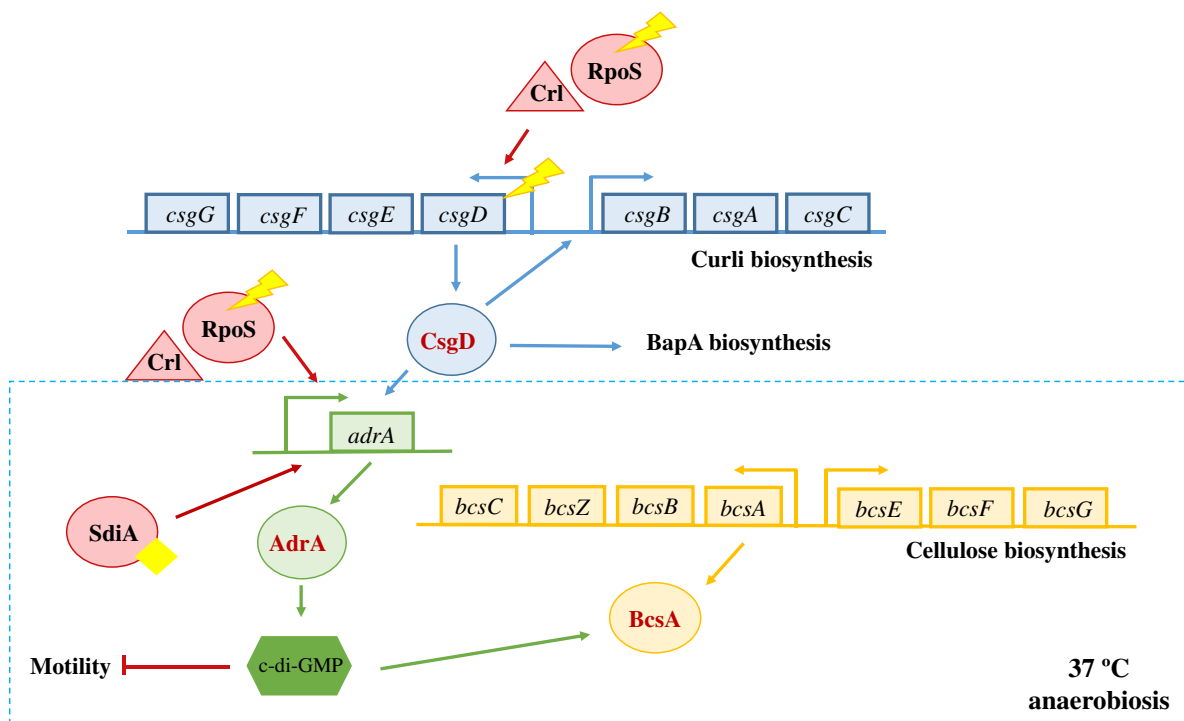 RpoS
Crl
csgG csgF csgE csgD csgB csgA csgC
Curli biosynthesis
RpoS
Crl
CsgD
BapA biosynthesis
adrA
bcsC bcsZ bcsB bcsA bcsE bcsF bcsG
SdiA
AdrA
Cellulose biosynthesis
BcsA
Motility
c-di-GMP
37 ºC
anaerobiosis